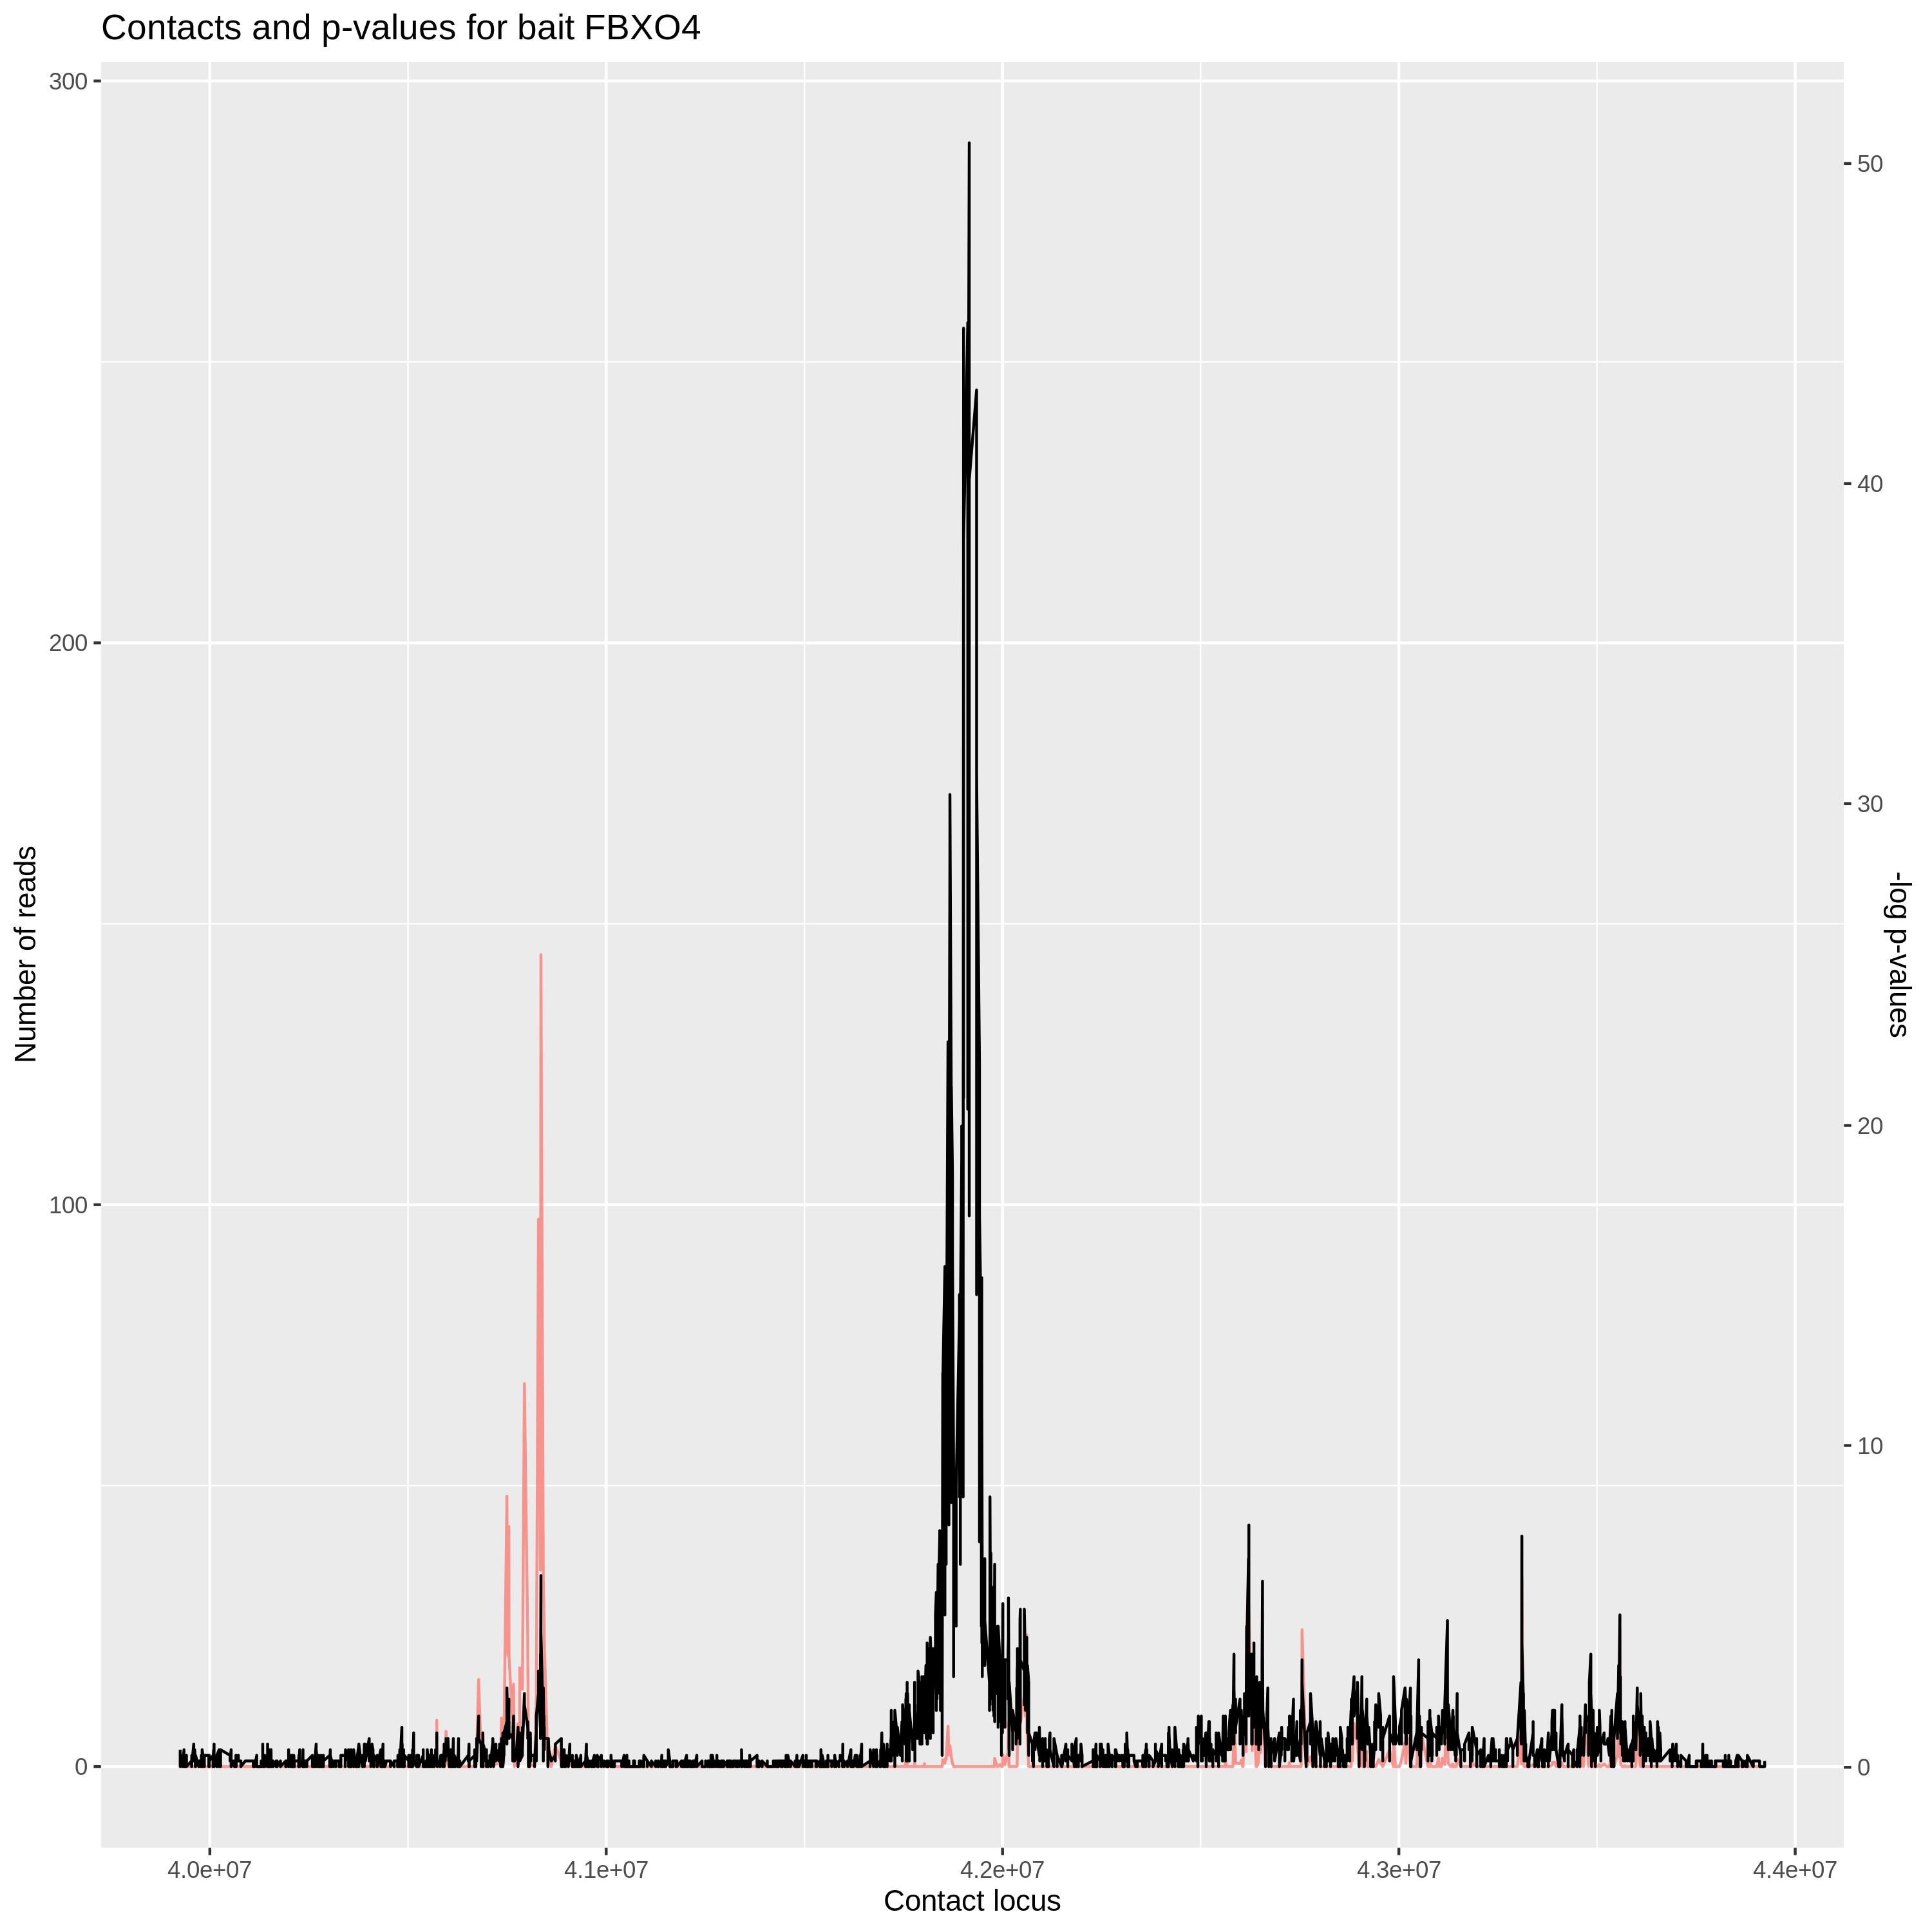 Contacts and p-values for bait FBXO4
300
200
100
0
Number of reads
50
40
30
20
10
0
-log p-values
4.0e+07 4.1e+07 4.2e+07 4.3e+07 4.4e+07
Contact locus